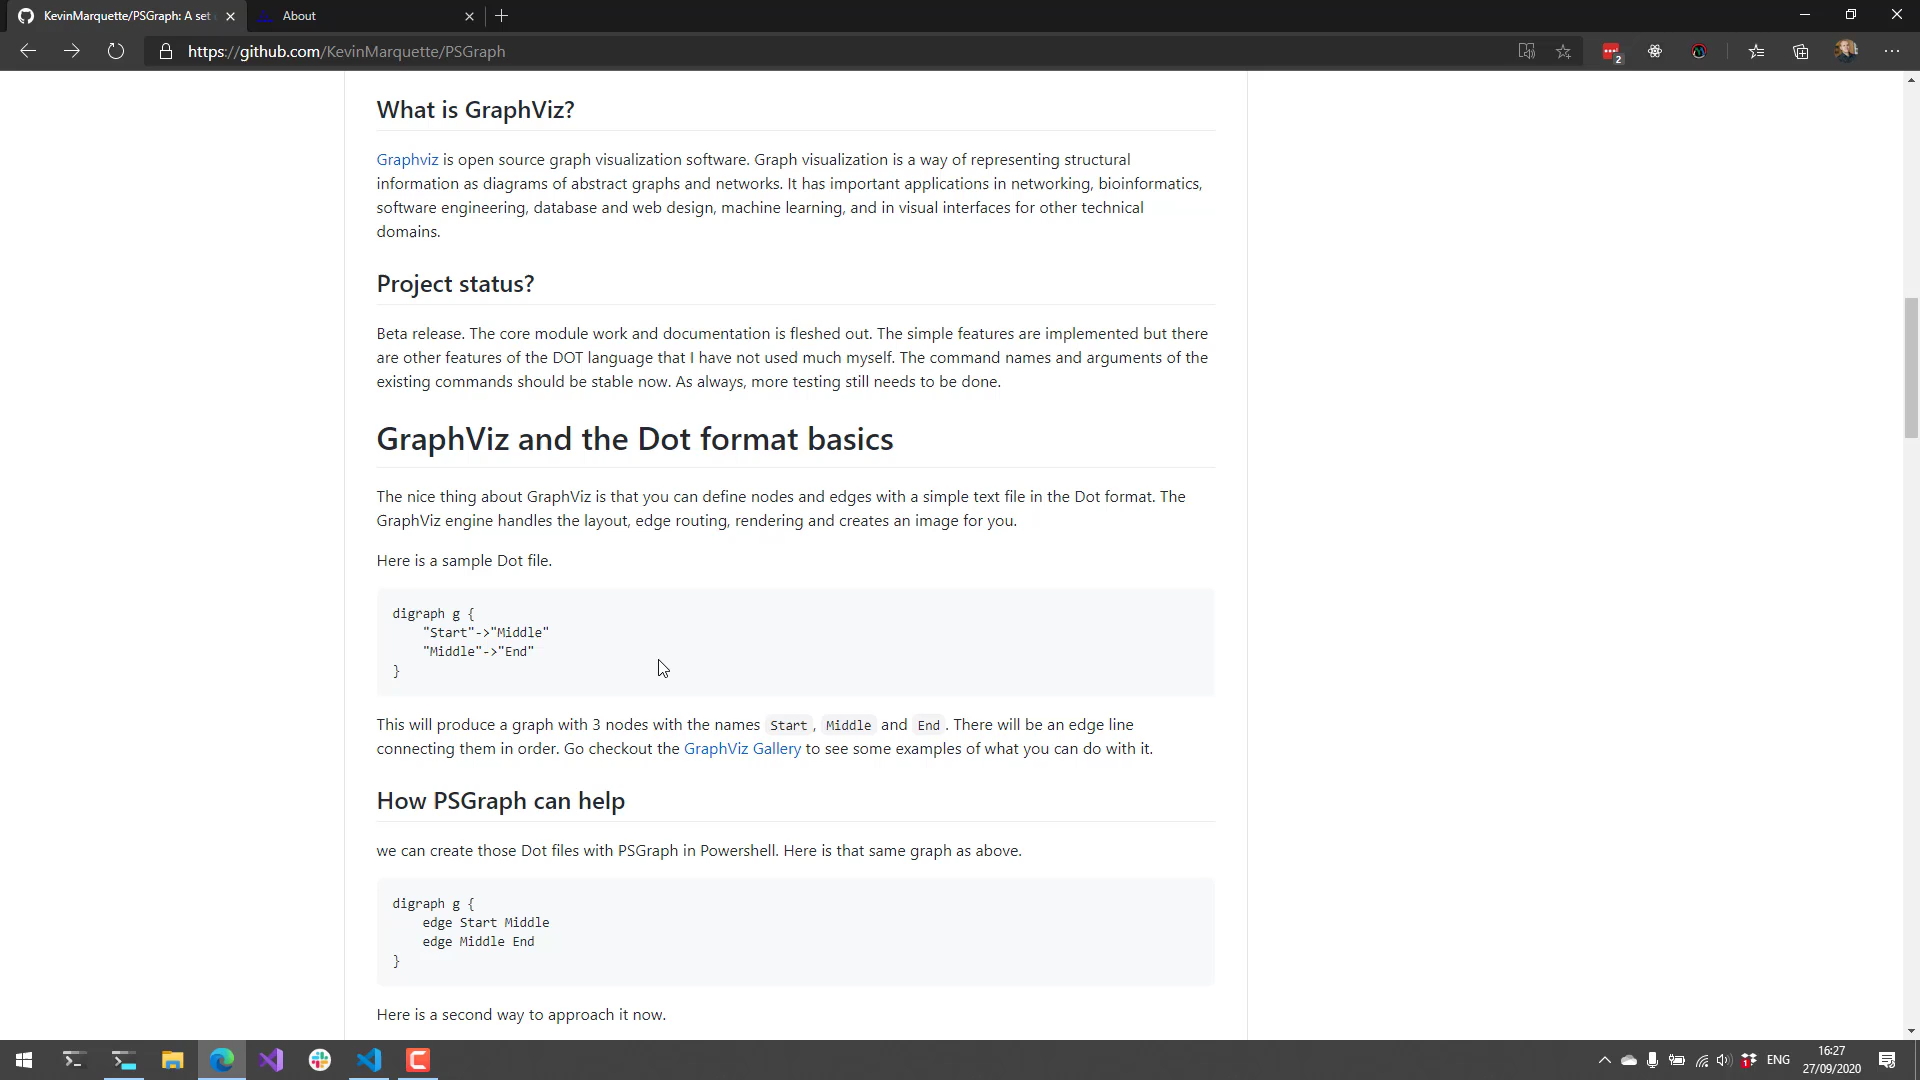 KevinMarquette/PSGraph: A set
About
https://github.com/KevinMarquette/PSGraph
2
What is GraphViz?
Graphviz is open source graph visualization software. Graph visualization is a way of representing structural
information as diagrams of abstract graphs and networks. It has important applications in networking, bioinformatics,
software engineering, database and web design, machine learning, and in visual interfaces for other technical
domains.
Project status?
Beta release. The core module work and documentation is fleshed out. The simple features are implemented but there
are other features of the DOT language that I have not used much myself. The command names and arguments of the
existing commands should be stable now. As always, more testing still needs to be done.
GraphViz and the Dot format basics
The nice thing about GraphViz is that you can define nodes and edges with a simple text file in the Dot format. The
GraphViz engine handles the layout, edge routing, rendering and creates an image for you.
Here is a sample Dot file.
digraph g {
    "Start"->"Middle"
    "Middle"->"End"
}
This will produce a graph with 3 nodes with the names Start, Middle and End. There will be an edge line
connecting them in order. Go checkout the GraphViz Gallery to see some examples of what you can do with it.
How PSGraph can help
we can create those Dot files with PSGraph in Powershell. Here is that same graph as above.
digraph g {
    edge Start Middle
    edge Middle End
}
Here is a second way to approach it now.
ENG
16:27
27/09/2020